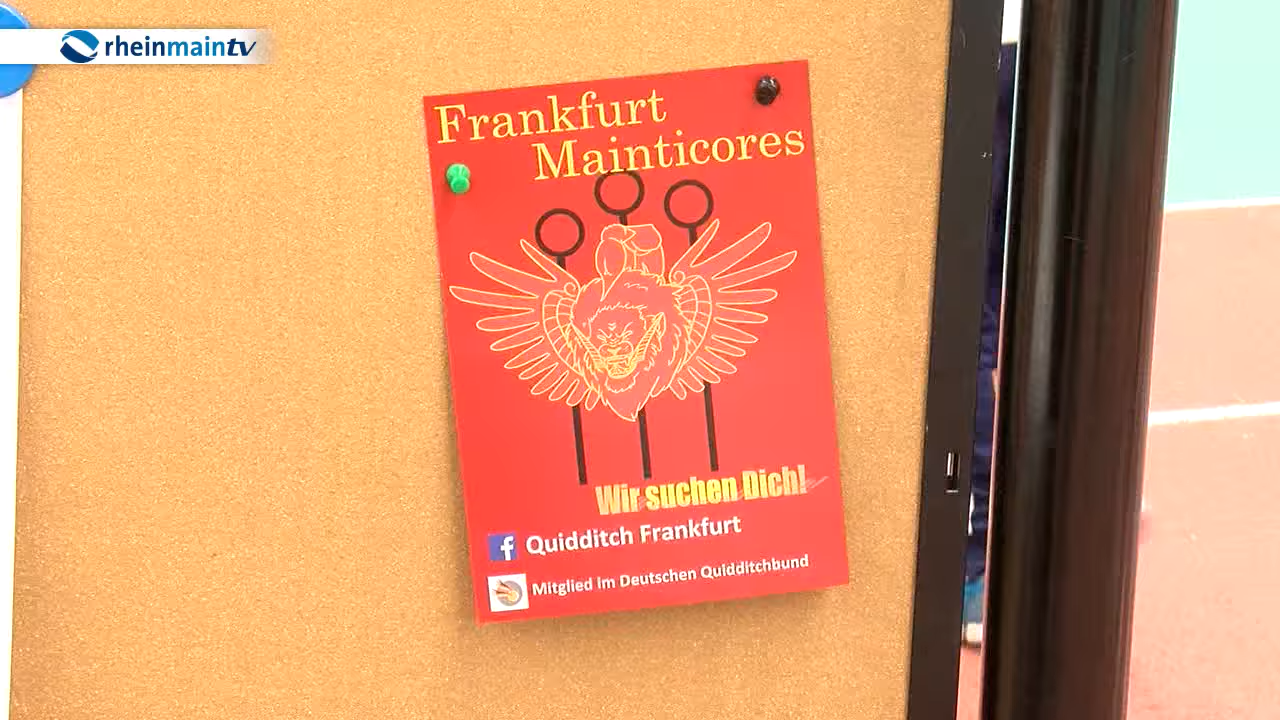 rheinmaintv
Frankfurt
Mainticores
Wir suchen Dich!
f Quidditch Frankfurt
Mitglied im Deutschen Quidditchbund